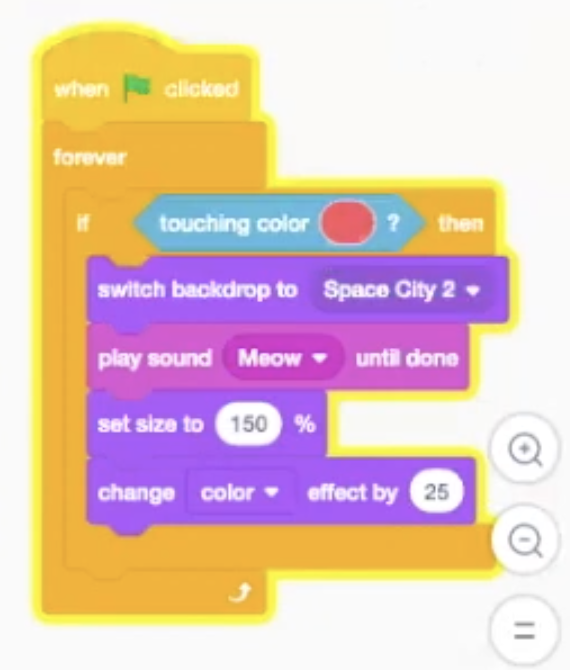 when clicked
forever
if touching color ? then
switch backdrop to Space City 2
play sound Meow until done
set size to 150 %
change color effect by 25
=